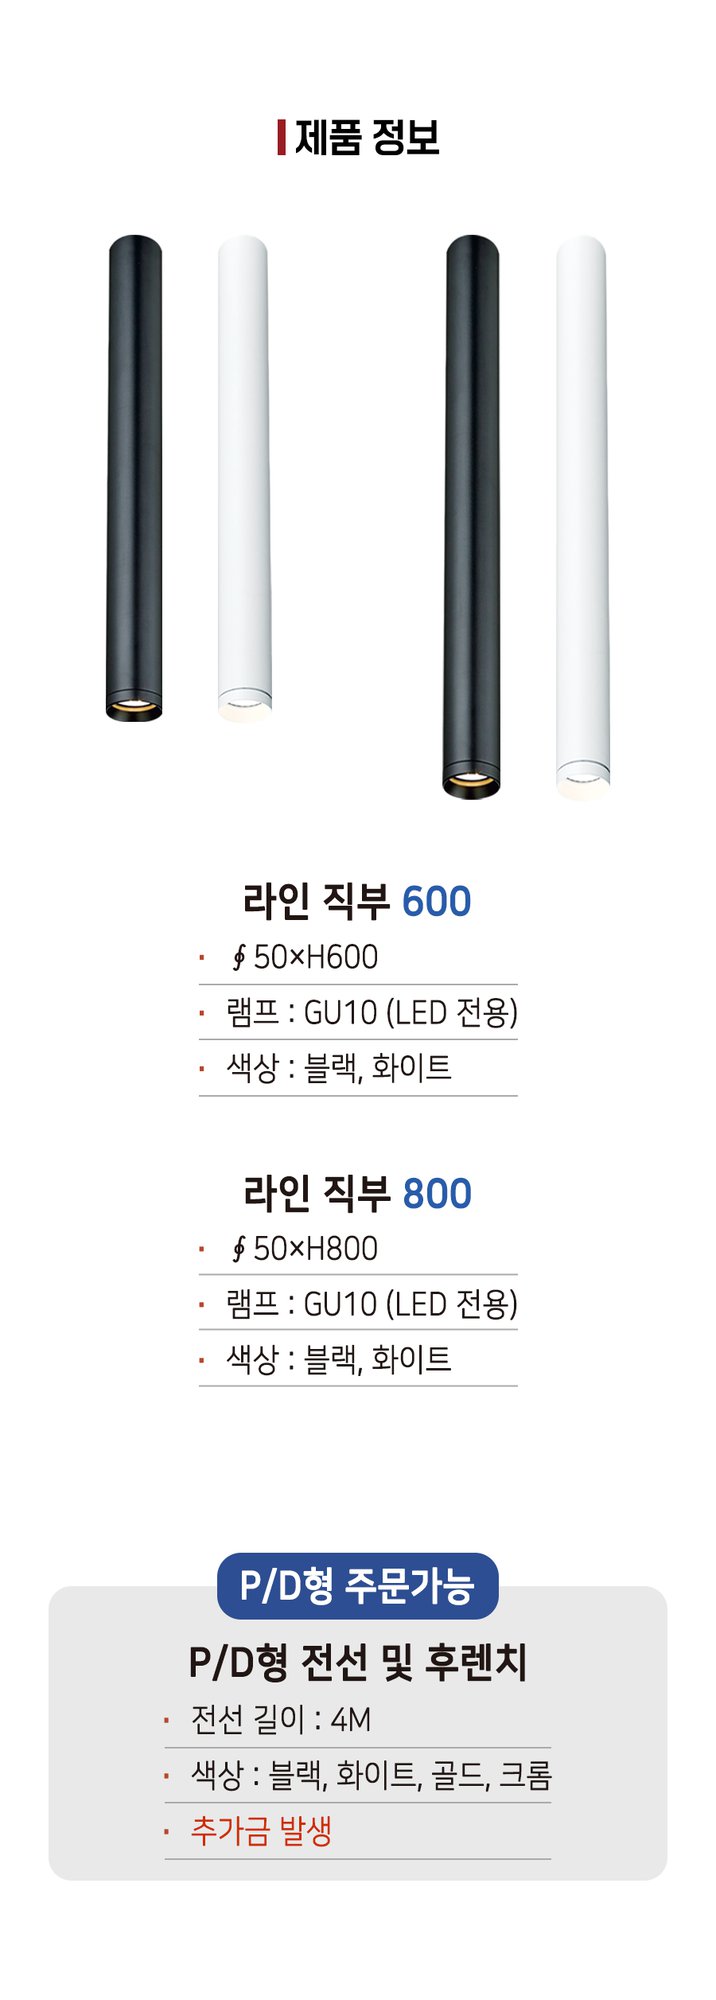 제품 정보
라인 직부 600
· ∮50×H600
· 램프 : GU10 (LED 전용)
· 색상 : 블랙, 화이트
라인 직부 800
· ∮50×H800
· 램프 : GU10 (LED 전용)
· 색상 : 블랙, 화이트
P/D형 주문가능
P/D형 전선 및 후렌치
· 전선 길이 : 4M
· 색상 : 블랙, 화이트, 골드, 크롬
· 추가금 발생